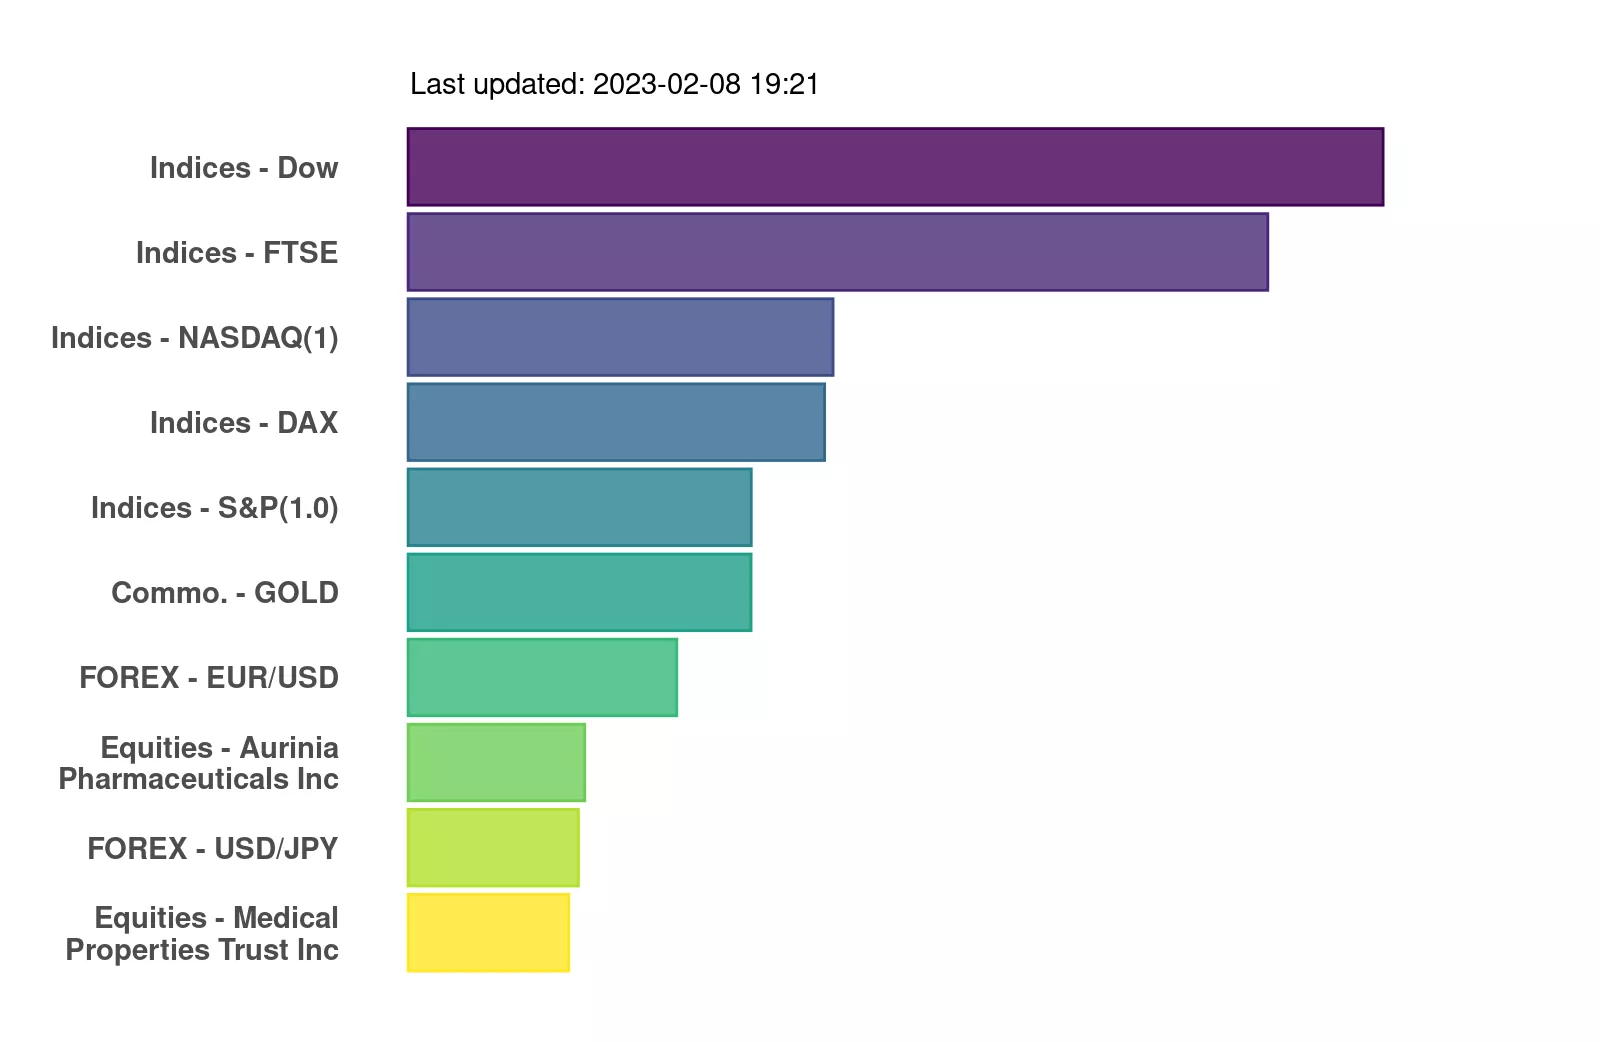 Last updated: 2023-02-08 19:21
Indices - Dow
Indices - FTSE
Indices - NASDAQ(1)
Indices - DAX
Indices - S&P(1.0)
Commo. - GOLD
FOREX - EUR/USD
Equities - Aurinia
Pharmaceuticals Inc
FOREX - USD/JPY
Equities - Medical
Properties Trust Inc